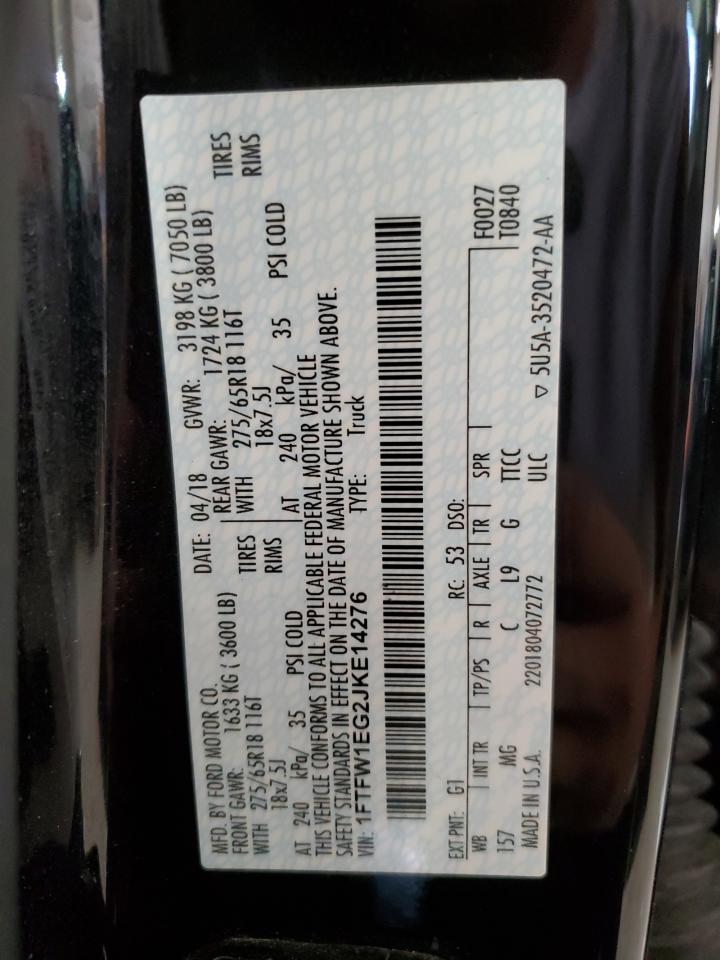 MFD. BY FORD MOTOR CO.
DATE: 04/18 GVWR: 3198 KG ( 7050 LB)
FRONT GAWR: 1633 KG ( 3600 LB) REAR GAWR: 1724 KG ( 3800 LB)
WITH 275/65R18 116T TIRES WITH 275/65R18 116T TIRES
18x7.5J RIMS 18x7.5J RIMS
AT 240 kPa/ 35 PSI COLD AT 240 kPa/ 35 PSI COLD
THIS VEHICLE CONFORMS TO ALL APPLICABLE FEDERAL MOTOR VEHICLE
SAFETY STANDARDS IN EFFECT ON THE DATE OF MANUFACTURE SHOWN ABOVE.
VIN: 1FTFW1EG2JKE14276 TYPE: Truck
EXT PNT: G1 RC: 53 DSO: F0027
WB INT TR TP/PS R AXLE TR SPR T0840
157 MG C L9 G TTCC
MADE IN U.S.A. 2201804072772 ULC ▽ 5U5A-3520472-AA